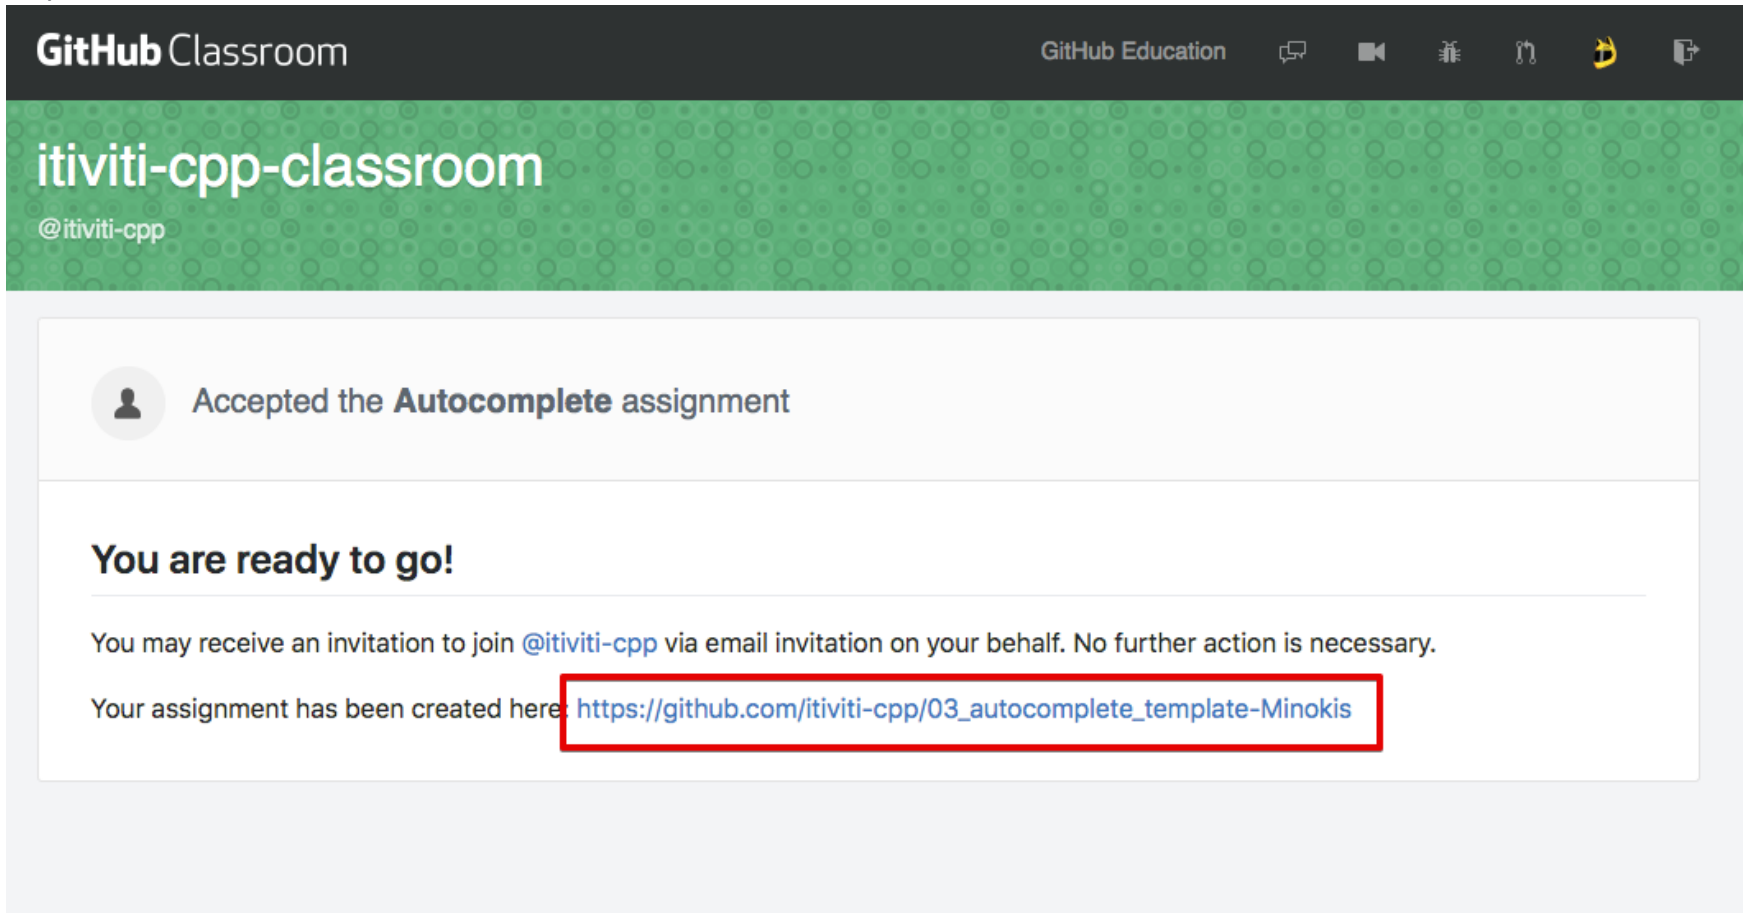 GitHub Classroom
GitHub Education
itiviti-cpp-classroom
@itiviti-cpp
Accepted the Autocomplete assignment
You are ready to go!
You may receive an invitation to join @itiviti-cpp via email invitation on your behalf. No further action is necessary.
Your assignment has been created here: https://github.com/itiviti-cpp/03_autocomplete_template-Minokis